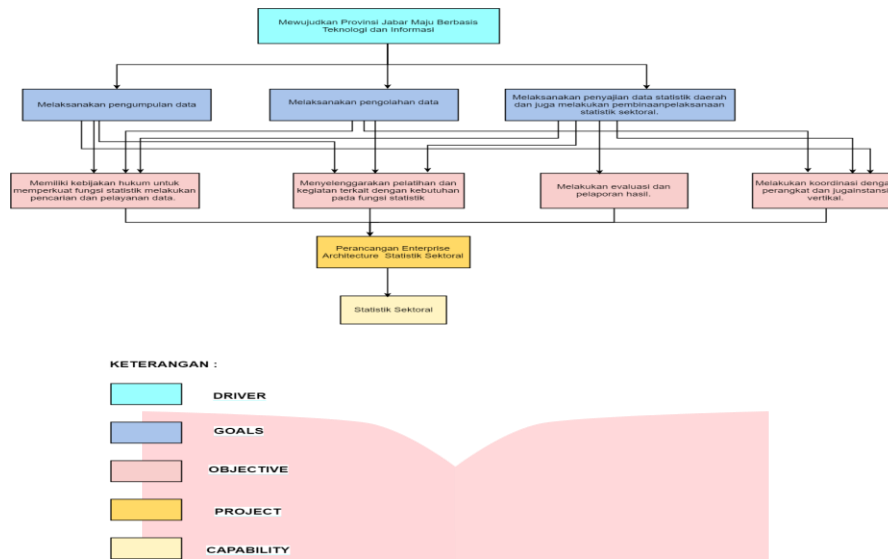 Mewujudkan Provinsi Jabar Maju Berbasis
Teknologi dan Informasi
Melaksanakan pengumpulan data
Melaksanakan pengolahan data
Melaksanakan penyajian data statistik daerah
dan juga melakukan pembinaanpelaksanaan
statistik sektoral.
Memiliki kebijakan hukum untuk
memperkuat fungsi statistik melakukan
pencarian dan pelayanan data.
Menyelenggarakan pelatihan dan
kegiatan terkait dengan kebutuhan
pada fungsi statistik
Melakukan evaluasi dan
pelaporan hasil.
Melakukan koordinasi dengan
perangkat dan jugainstansi
vertikal.
Perancangan Enterprise
Architecture Statistik Sektoral
Statistik Sektoral
KETERANGAN :
DRIVER
GOALS
OBJECTIVE
PROJECT
CAPABILITY